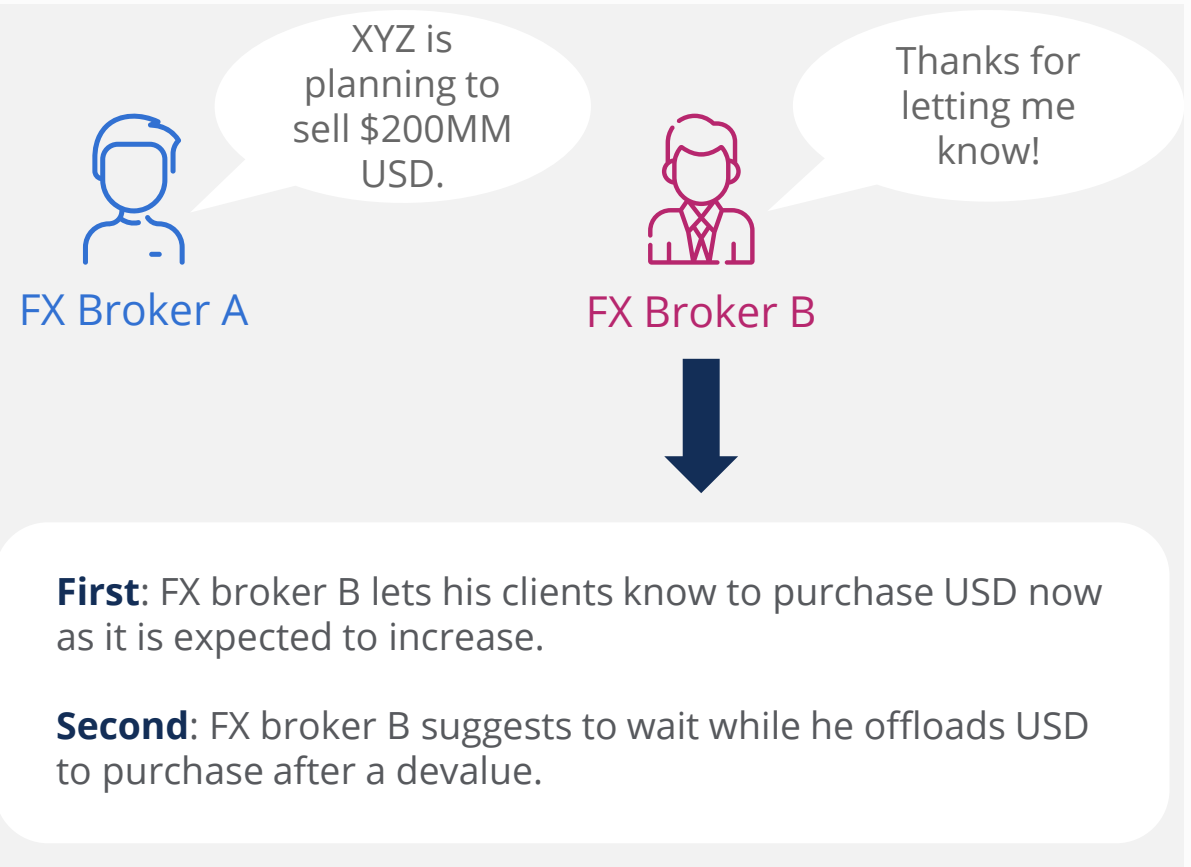 XYZ is
planning to
sell $200MM
USD.
Thanks for
letting me
know!
FX Broker A
FX Broker B
First: FX broker B lets his clients know to purchase USD now
as it is expected to increase.
Second: FX broker B suggests to wait while he offloads USD
to purchase after a devalue.